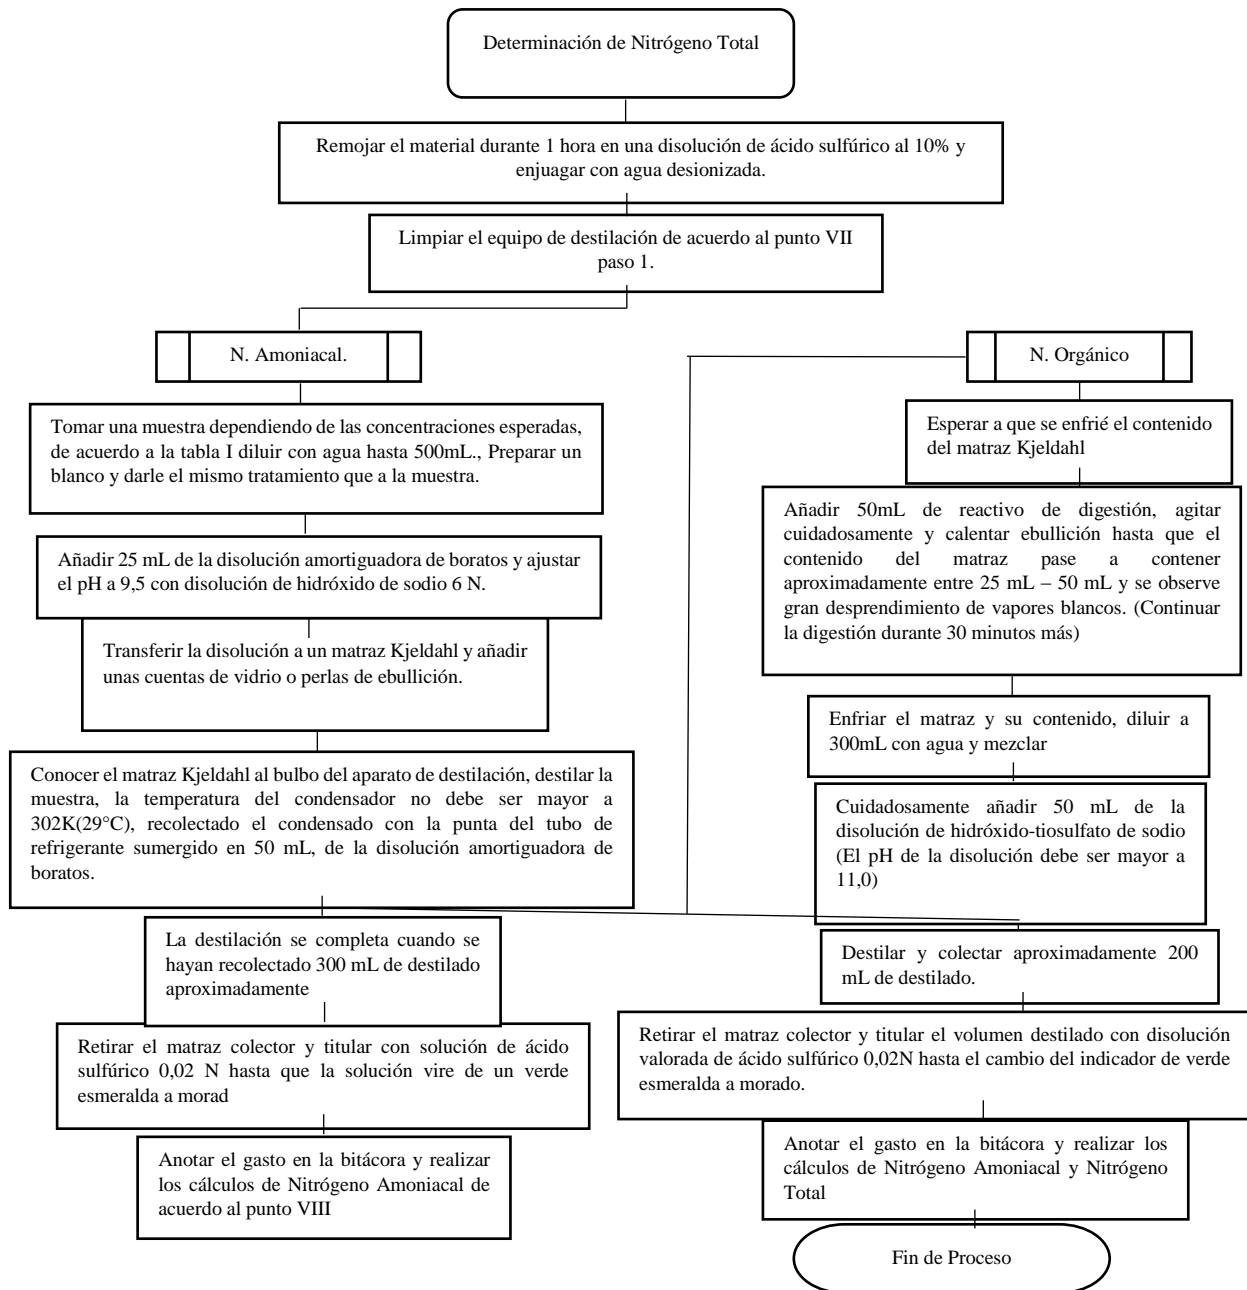 Determinación de Nitrógeno Total
Remojar el material durante 1 hora en una disolución de ácido sulfúrico al 10% y
enjuagar con agua desionizada.
Limpiar el equipo de destilación de acuerdo al punto VII
paso 1.
N. Amoniacal.
Tomar una muestra dependiendo de las concentraciones esperadas,
de acuerdo a la tabla I diluir con agua hasta 500mL., Preparar un
blanco y darle el mismo tratamiento que a la muestra.
Añadir 25 mL de la disolución amortiguadora de boratos y ajustar
el pH a 9,5 con disolución de hidróxido de sodio 6 N.
Transferir la disolución a un matraz Kjeldahl y añadir
unas cuentas de vidrio o perlas de ebullición.
Conocer el matraz Kjeldahl al bulbo del aparato de destilación, destilar la
muestra, la temperatura del condensador no debe ser mayor a
302K(29°C), recolectado el condensado con la punta del tubo de
refrigerante sumergido en 50 mL, de la disolución amortiguadora de
boratos.
La destilación se completa cuando se
hayan recolectado 300 mL de destilado
aproximadamente
Retirar el matraz colector y titular con solución de ácido
sulfúrico 0,02 N hasta que la solución vire de un verde
esmeralda a morad
Anotar el gasto en la bitácora y realizar
los cálculos de Nitrógeno Amoniacal de
acuerdo al punto VIII
N. Orgánico
Esperar a que se enfrié el contenido
del matraz Kjeldahl
Añadir 50mL de reactivo de digestión, agitar
cuidadosamente y calentar ebullición hasta que el
contenido del matraz pase a contener
aproximadamente entre 25 mL – 50 mL y se observe
gran desprendimiento de vapores blancos. (Continuar
la digestión durante 30 minutos más)
Enfriar el matraz y su contenido, diluir a
300mL con agua y mezclar
Cuidadosamente añadir 50 mL de la
disolución de hidróxido-tiosulfato de sodio
(El pH de la disolución debe ser mayor a
11,0)
Destilar y colectar aproximadamente 200
mL de destilado.
Retirar el matraz colector y titular el volumen destilado con disolución
valorada de ácido sulfúrico 0,02N hasta el cambio del indicador de verde
esmeralda a morado.
Anotar el gasto en la bitácora y realizar los
cálculos de Nitrógeno Amoniacal y Nitrógeno
Total
Fin de Proceso